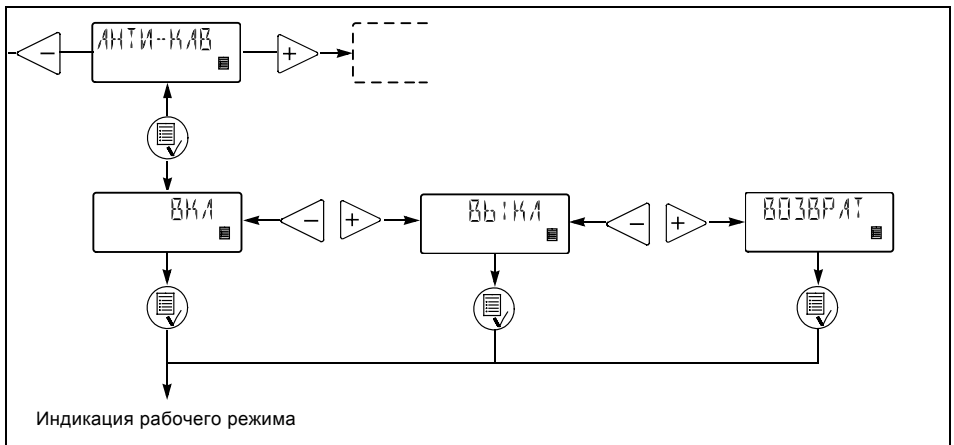 АНТИ-КАВ
ВКЛ
ВЫКЛ
ВОЗВРАТ
Индикация рабочего режима